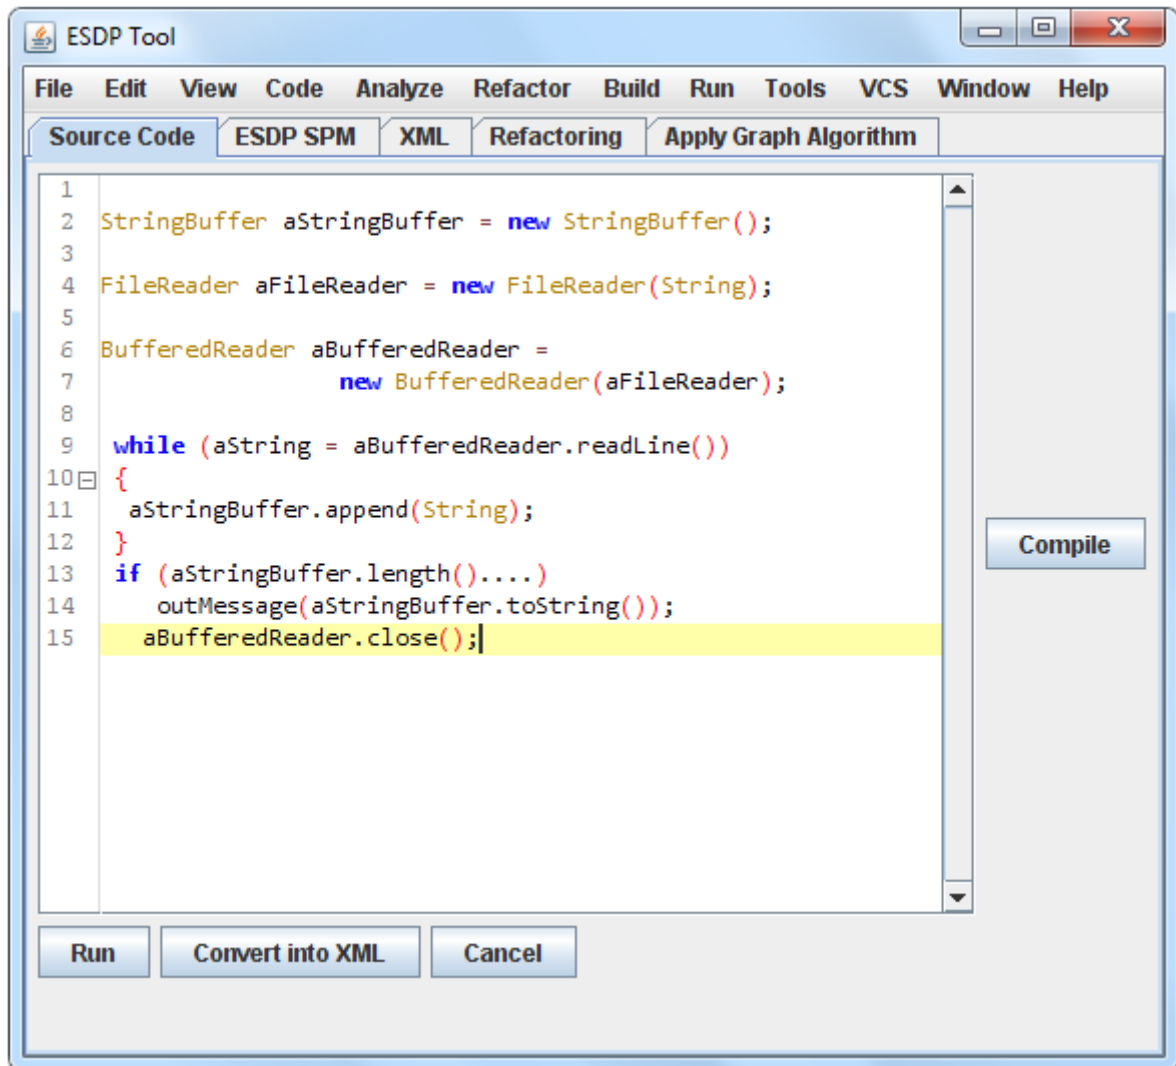 ESDP Tool
File Edit View Code Analyze Refactor Build Run Tools VCS Window Help
Source Code ESDP SPM XML Refactoring Apply Graph Algorithm
1
2 StringBuffer aStringBuffer = new StringBuffer();
3
4 FileReader aFileReader = new FileReader(String);
5
6 BufferedReader aBufferedReader =
7 new BufferedReader(aFileReader);
8
9 while (aString = aBufferedReader.readLine())
10 {
11 aStringBuffer.append(String);
12 }
13 if (aStringBuffer.length()....)
14 outMessage(aStringBuffer.toString());
15 aBufferedReader.close();
Compile
Run Convert into XML Cancel